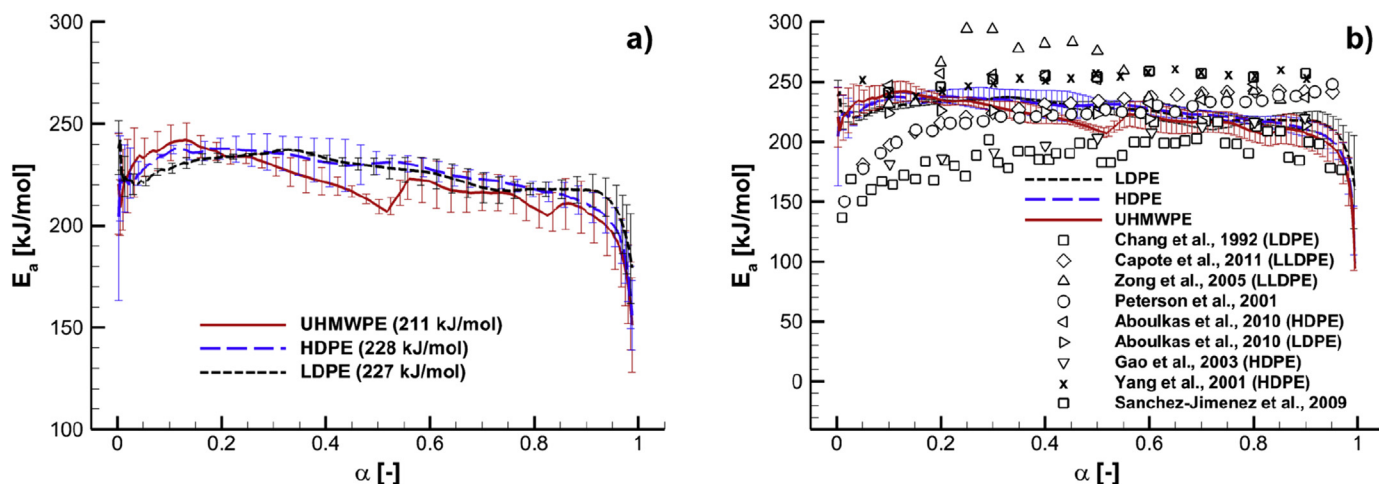 a)
300
250
200
150
100
E_a [kJ/mol]
UHMWPE (211 kJ/mol)
HDPE (228 kJ/mol)
LDPE (227 kJ/mol)
0 0.2 0.4 0.6 0.8 1
α [-]
b)
300
250
200
150
100
50
0
E_a [kJ/mol]
LDPE
HDPE
UHMWPE
Chang et al., 1992 (LDPE)
Capote et al., 2011 (LLDPE)
Zong et al., 2005 (LLDPE)
Peterson et al., 2001
Aboulkas et al., 2010 (HDPE)
Aboulkas et al., 2010 (LDPE)
Gao et al., 2003 (HDPE)
Yang et al., 2001 (HDPE)
Sanchez-Jimenez et al., 2009
0 0.2 0.4 0.6 0.8 1
α [-]